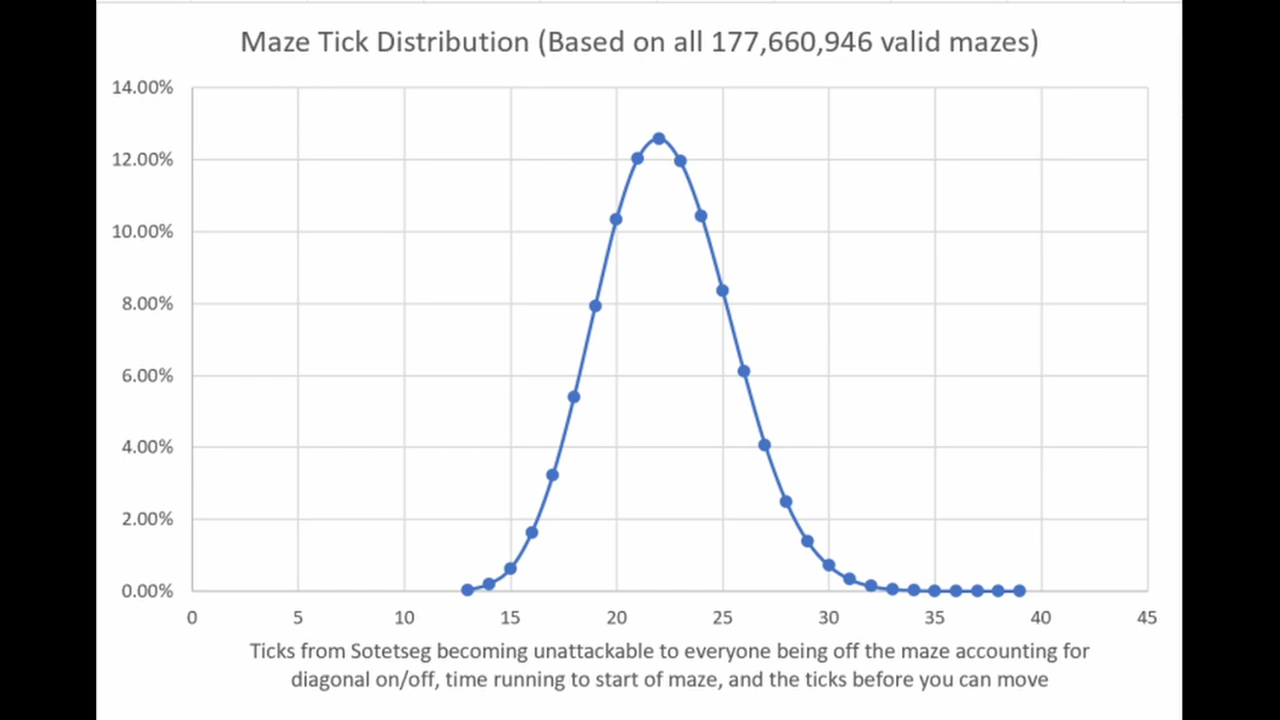 Maze Tick Distribution (Based on all 177,660,946 valid mazes)
14.00%
12.00%
10.00%
8.00%
6.00%
4.00%
2.00%
0.00%
0 5 10 15 20 25 30 35 40 45
Ticks from Sotetseg becoming unattackable to everyone being off the maze accounting for
diagonal on/off, time running to start of maze, and the ticks before you can move